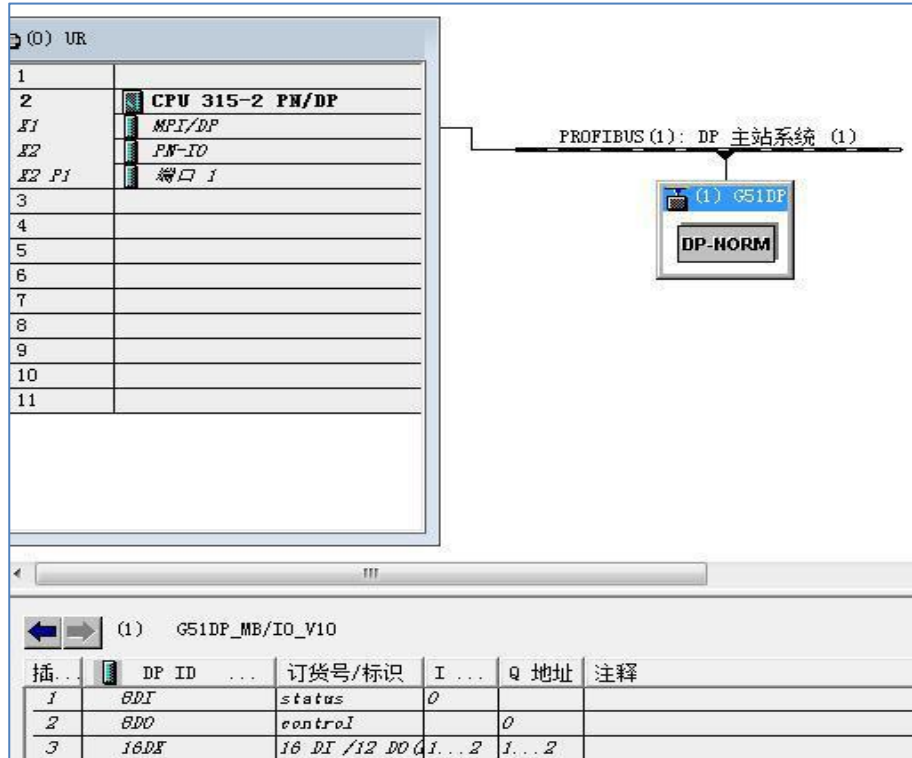 (0) UR
1
2 CPU 315-2 PN/DP
X1 MPI/DP
X2 PN-IO
X2 P1 端口 1
3
4
5
6
7
8
9
10
11
PROFIBUS(1): DP 主站系统 (1)
(1) G51DP
DP-NORM
(1) G51DP_MB/IO_V10
插... DP ID ... 订货号/标识 I ... Q 地址 注释
1 8DI status 0
2 8DO control 0
3 16DX 16 DI /12 DO 1...2 1...2